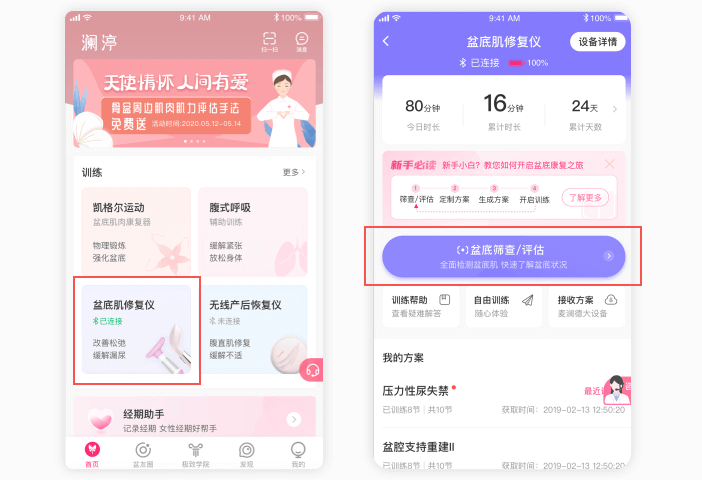 9:41 AM
100%
澜渟
扫一扫
消息
天使情怀 人间有爱
骨盆周边肌肉肌力评估手法
免费送 活动时间:2020.05.12-05.14
训练
更多
凯格尔运动
盆底肌肉康复器
物理锻炼
强化盆底
腹式呼吸
辅助训练
缓解紧张
放松身体
盆底肌修复仪
已连接
改善松弛
缓解漏尿
无线产后恢复仪
未连接
腹直肌修复
缓解不适
经期助手
记录经期 女性经期好帮手
首页
盆友圈
极致学院
发现
我的
9:41 AM
100%
盆底肌修复仪
设备详情
已连接 100%
80分钟
今日时长
16分钟
累计时长
24天
累计天数
新手必读 新手小白? 教您如何开启盆底康复之旅
1 2 3 4
筛查/评估 定制方案 生成方案 开启训练
了解更多
盆底筛查/评估
全面检测盆底肌 快速了解盆底状况
训练帮助
查看疑难解答
自由训练
随心体验
接收方案
麦澜德大设备
我的方案
压力性尿失禁
最近
已训练8节 | 共10节
获取时间: 2019-02-13 12:50:20
盆腔支持重建II
已训练8节 | 共10节
获取时间: 2019-02-13 12:50:20